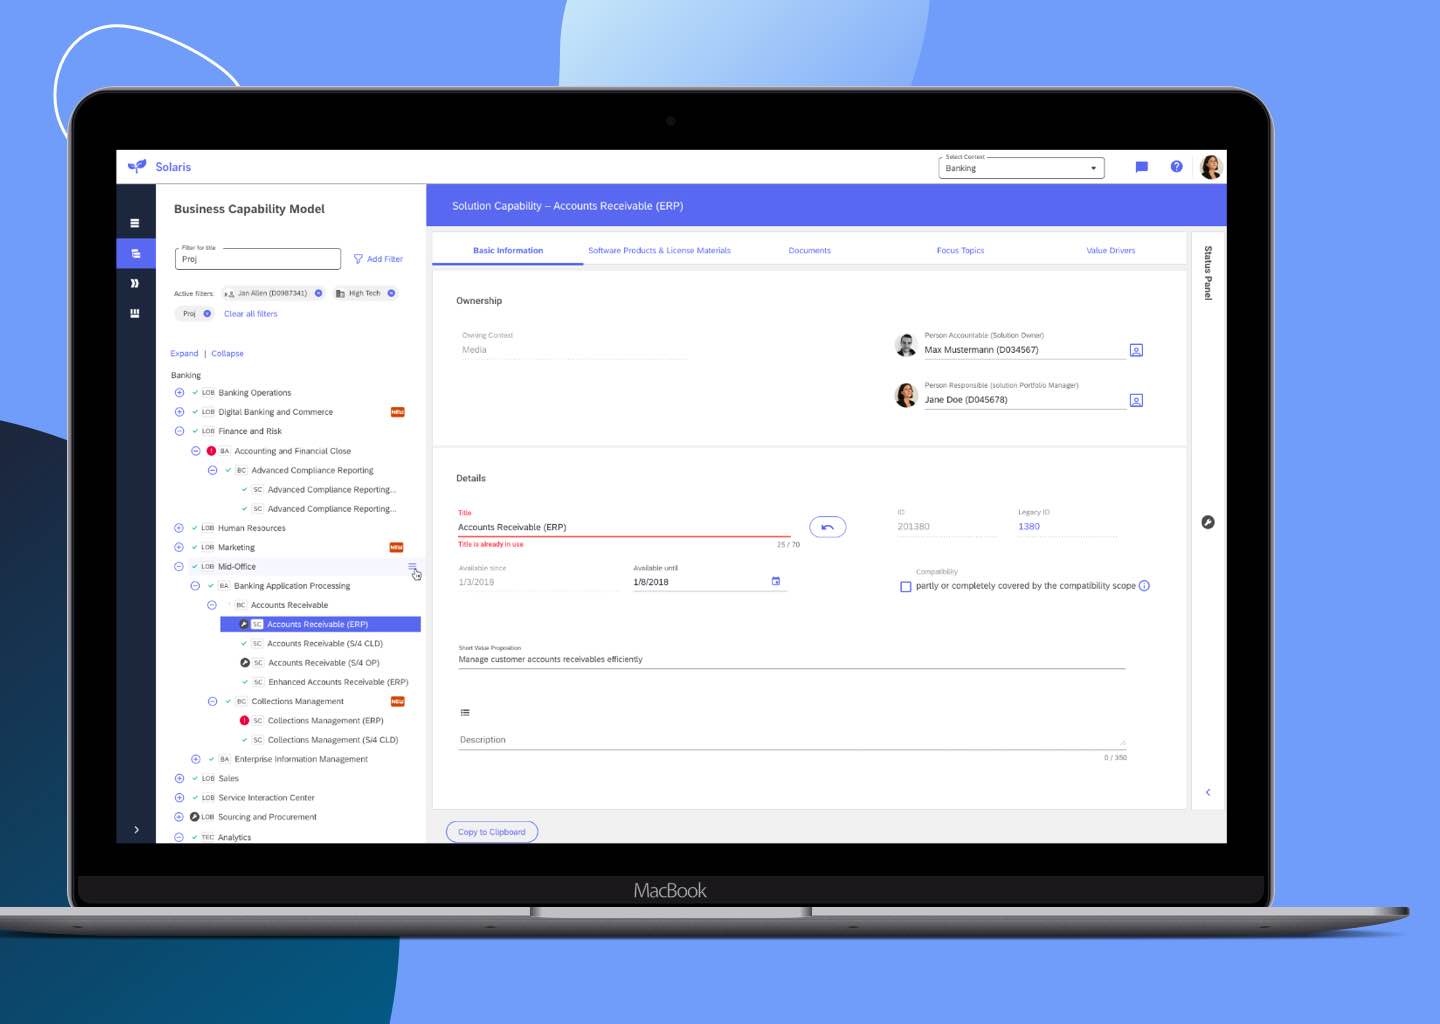 Solaris
Select Context
Banking
Business Capability Model
Filter for title
Proj
Add Filter
Active filters:
Jan Allen (D0987341)
High Tech
Proj
Clear all filters
Expand | Collapse
Banking
LOB Banking Operations
LOB Digital Banking and Commerce NEW
LOB Finance and Risk
! BA Accounting and Financial Close
BC Advanced Compliance Reporting
SC Advanced Compliance Reporting...
SC Advanced Compliance Reporting...
LOB Human Resources
LOB Marketing NEW
LOB Mid-Office
BA Banking Application Processing
BC Accounts Receivable
SC Accounts Receivable (ERP)
SC Accounts Receivable (S/4 CLD)
SC Accounts Receivable (S/4 OP)
SC Enhanced Accounts Receivable (ERP)
BC Collections Management NEW
! SC Collections Management (ERP)
SC Collections Management (S/4 CLD)
BA Enterprise Information Management
LOB Sales
LOB Service Interaction Center
LOB Sourcing and Procurement
TEC Analytics
Solution Capability – Accounts Receivable (ERP)
Basic Information
Software Products & License Materials
Documents
Focus Topics
Value Drivers
Ownership
Owning Context
Media
Person Accountable (Solution Owner)
Max Mustermann (D034567)
Person Responsible (solution Portfolio Manager)
Jane Doe (D045678)
Details
Title
Accounts Receivable (ERP)
Title is already in use
25 / 70
ID
201380
Legacy ID
1380
Available since
1/3/2019
Available until
1/8/2018
Compatibility
partly or completely covered by the compatibility scope
Short Value Proposition
Manage customer accounts receivables efficiently
Description
0 / 350
Copy to Clipboard
Status Panel
MacBook